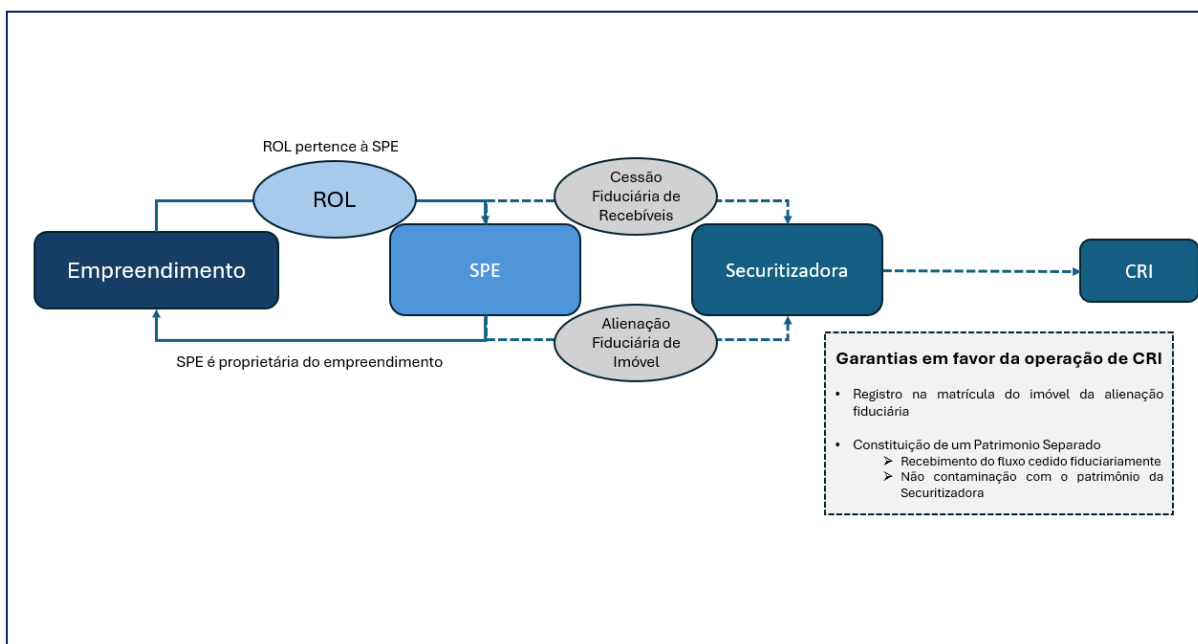 ROL pertence à SPE
ROL
Cessão
Fiduciária de
Recebíveis
Empreendimento
SPE
Securitizadora
CRI
SPE é proprietária do empreendimento
Alienação
Fiduciária de
Imóvel
Garantias em favor da operação de CRI
• Registro na matrícula do imóvel da alienação
fiduciária
• Constituição de um Patrimonio Separado
➢ Recebimento do fluxo cedido fiduciariamente
➢ Não contaminação com o patrimônio da
Securitizadora